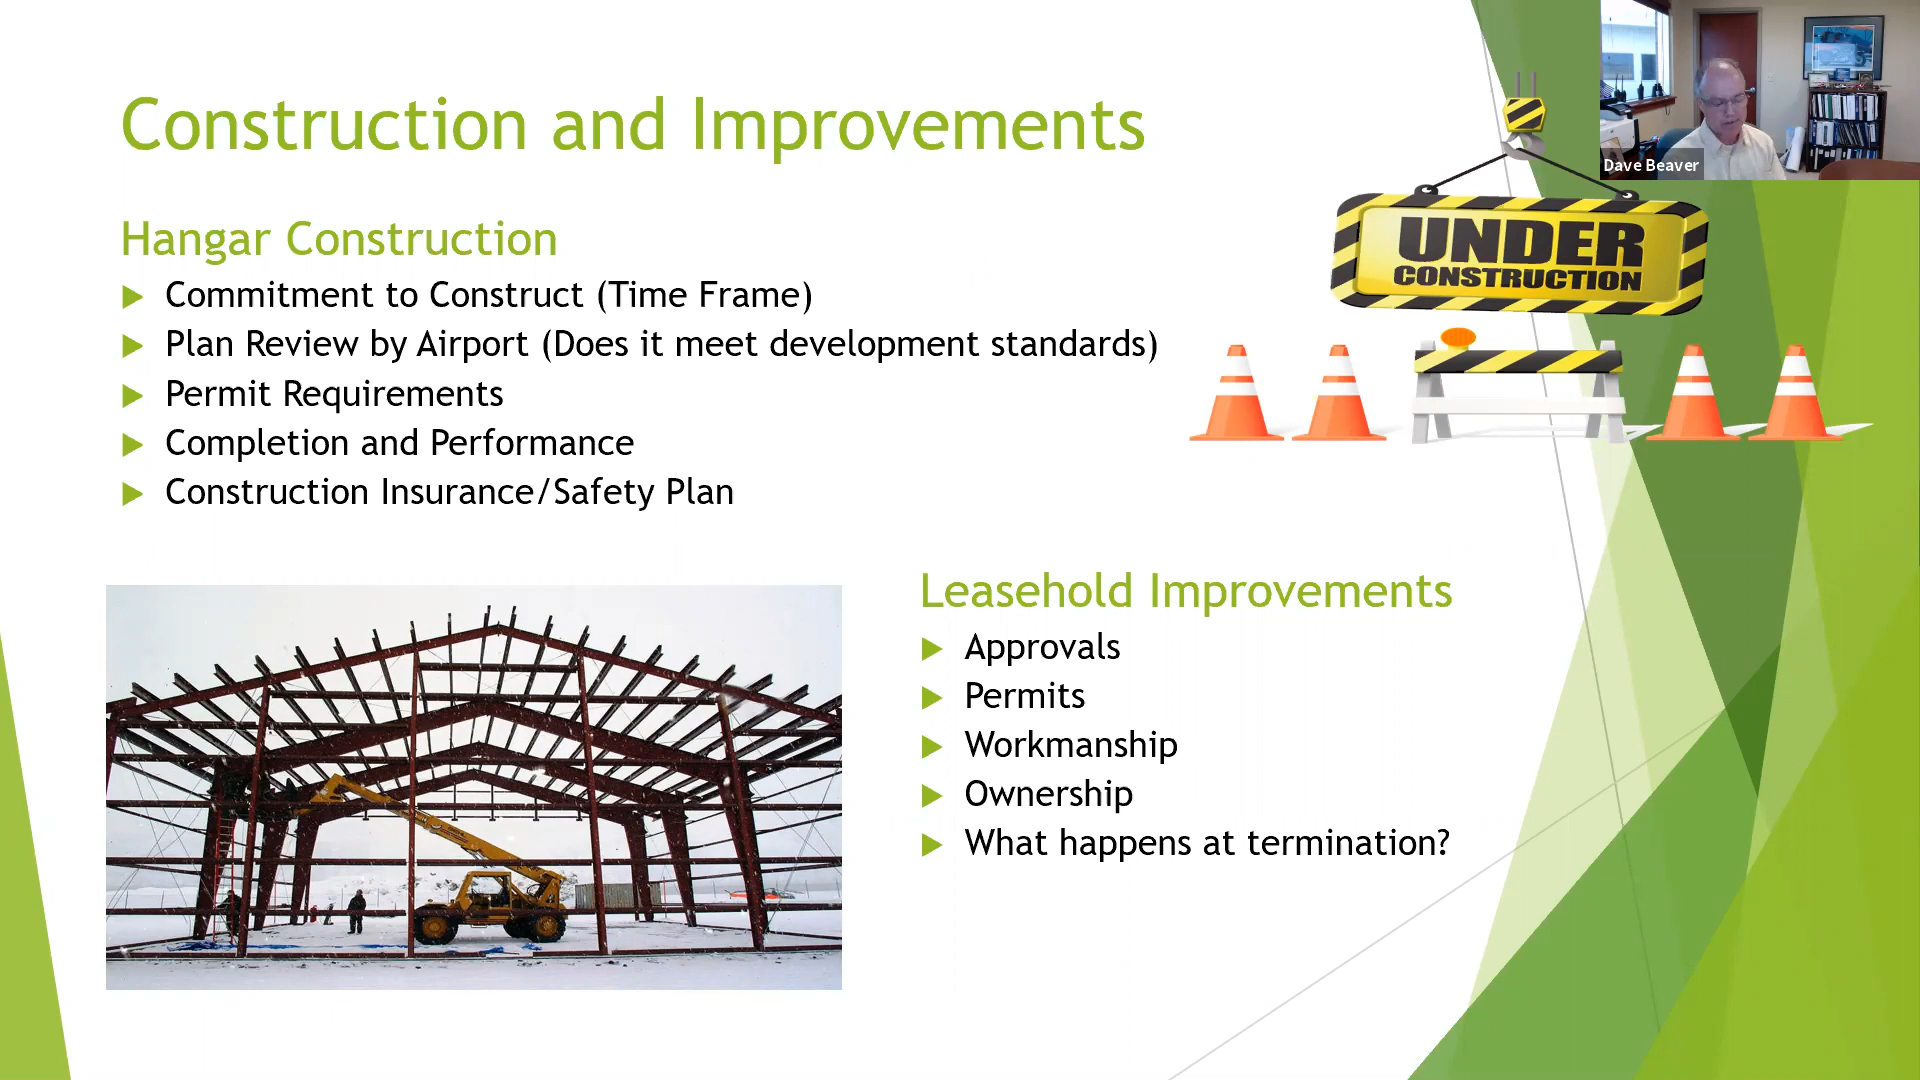 Construction and Improvements
Dave Beaver
UNDER
CONSTRUCTION
Hangar Construction
Commitment to Construct (Time Frame)
Plan Review by Airport (Does it meet development standards)
Permit Requirements
Completion and Performance
Construction Insurance/Safety Plan
Leasehold Improvements
Approvals
Permits
Workmanship
Ownership
What happens at termination?